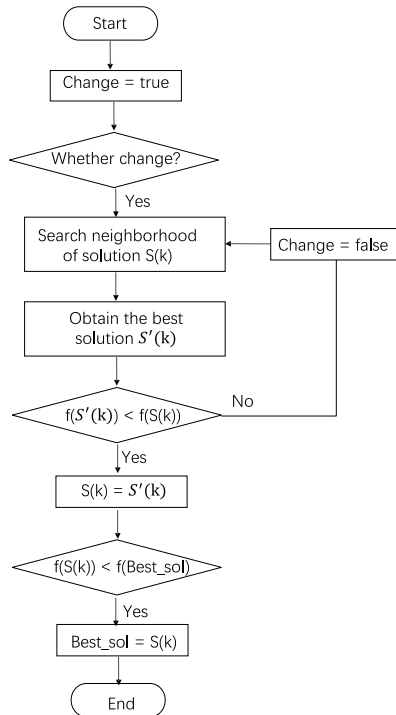 Start
Change = true
Whether change?
Yes
Search neighborhood
of solution S(k)
Change = false
Obtain the best
solution S′(k)
f(S′(k) < f(S(k))
No
Yes
S(k) = S′(k)
f(S(k)) < f(Best_sol)
Yes
Best_sol = S(k)
End